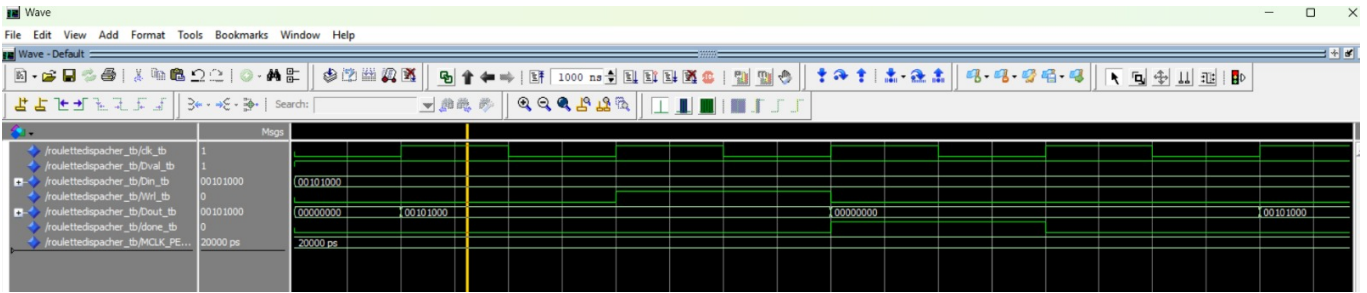 Wave
File Edit View Add Format Tools Bookmarks Window Help
Wave - Default
1000 ns
Search:
Msgs
/roulettedispacher_tb/clk_tb 1
/roulettedispacher_tb/Dval_tb 1
/roulettedispacher_tb/Din_tb 00101000 00101000
/roulettedispacher_tb/Wrl_tb 0
/roulettedispacher_tb/Dout_tb 00101000 00000000 00101000 00000000 00101000
/roulettedispacher_tb/done_tb 0
/roulettedispacher_tb/MCLK_PE... 20000 ps 20000 ps